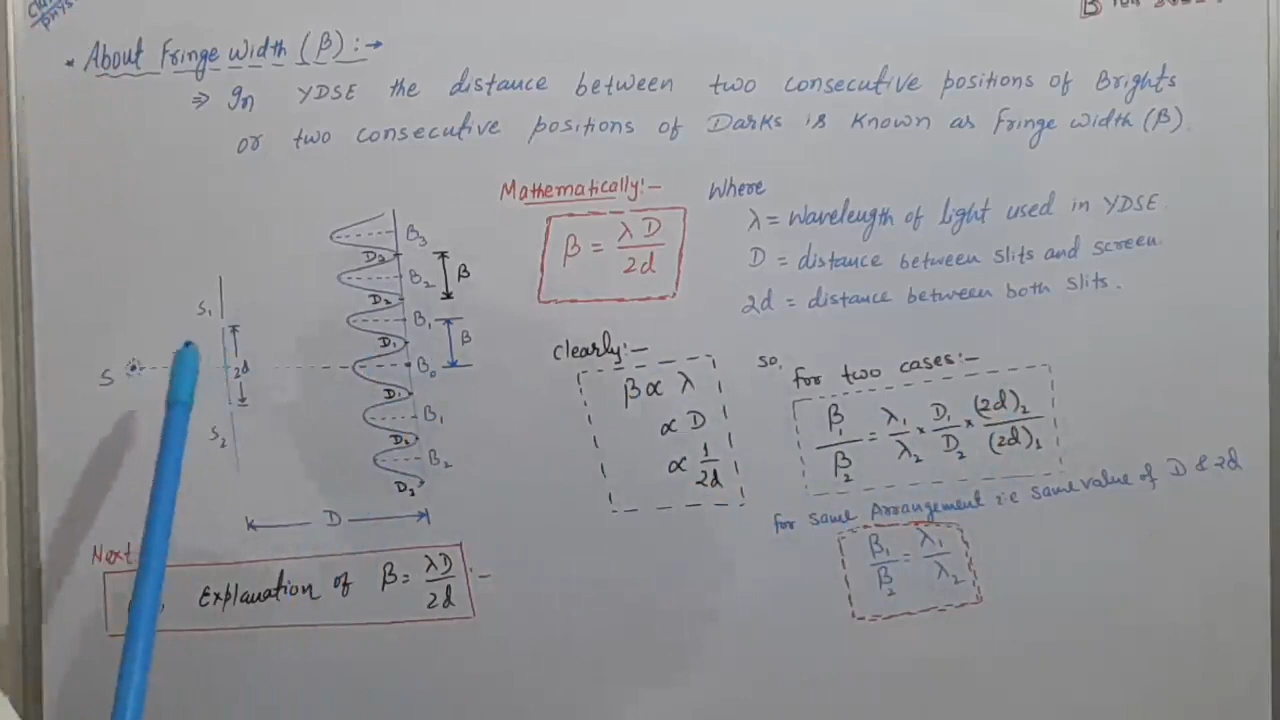 * About Fringe Width (β) :→
⇒ In YDSE the distance between two consecutive positions of Brights
or two consecutive positions of Darks is known as fringe width (β)
Mathematically:-
β = λD/2d
Where
λ = wavelength of light used in YDSE
D = distance between slits and screen
2d = distance between both slits.
B3
D3
B2
β
D2
S1
B1
β
D1
S
2d
B0
D1
S2
B1
D2
B2
D3
D
Clearly:-
β ∝ λ
∝ D
∝ 1/2d
So, for two cases:-
β1/β2 = λ1/λ2 × D1/D2 × (2d)2/(2d)1
for same Arrangement i.e same value of D & 2d
β1/β2 = λ1/λ2
Next
Explanation of β = λD/2d :-